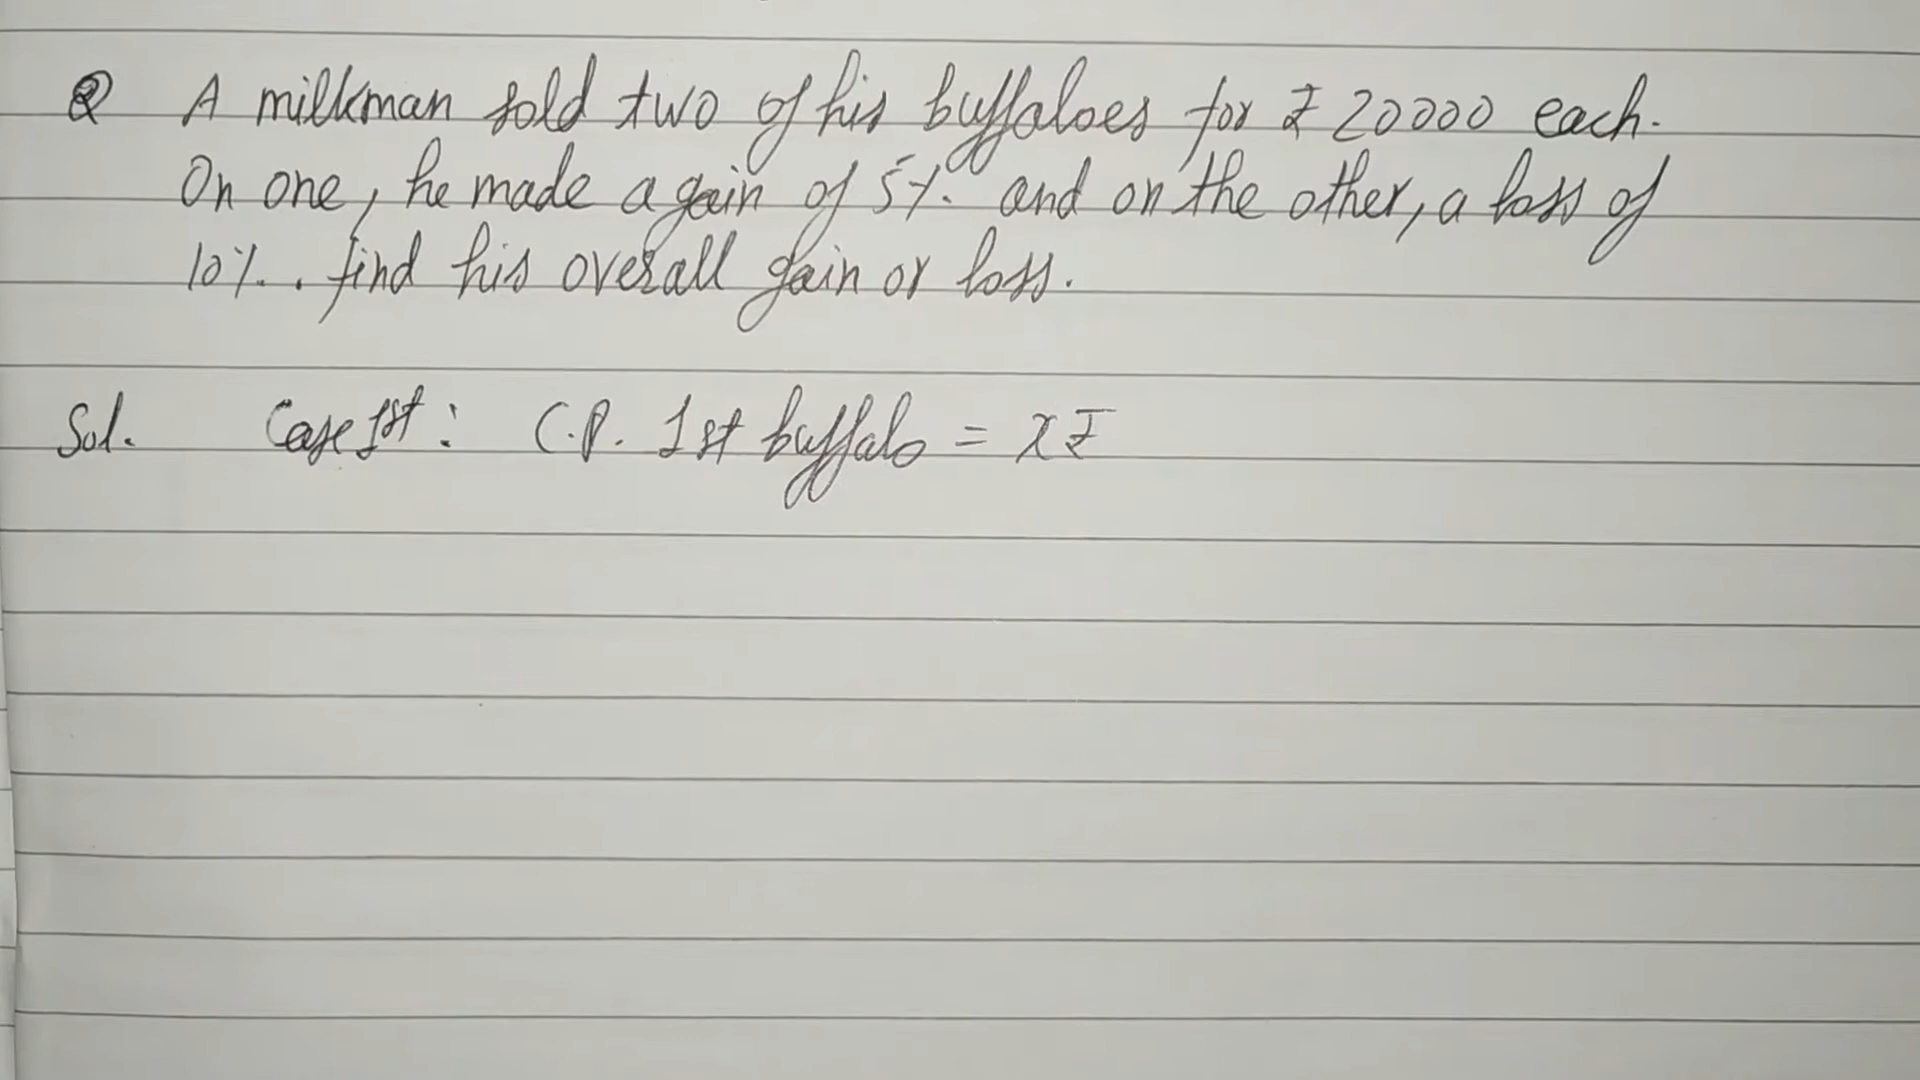 Q A milkman sold two of his buffaloes for ₹ 20000 each.
On one, he made a gain of 5%. and on the other, a loss of
10%. . find his overall gain or loss.
Sol. Case 1st : C.P. 1st buffalo = x ₹